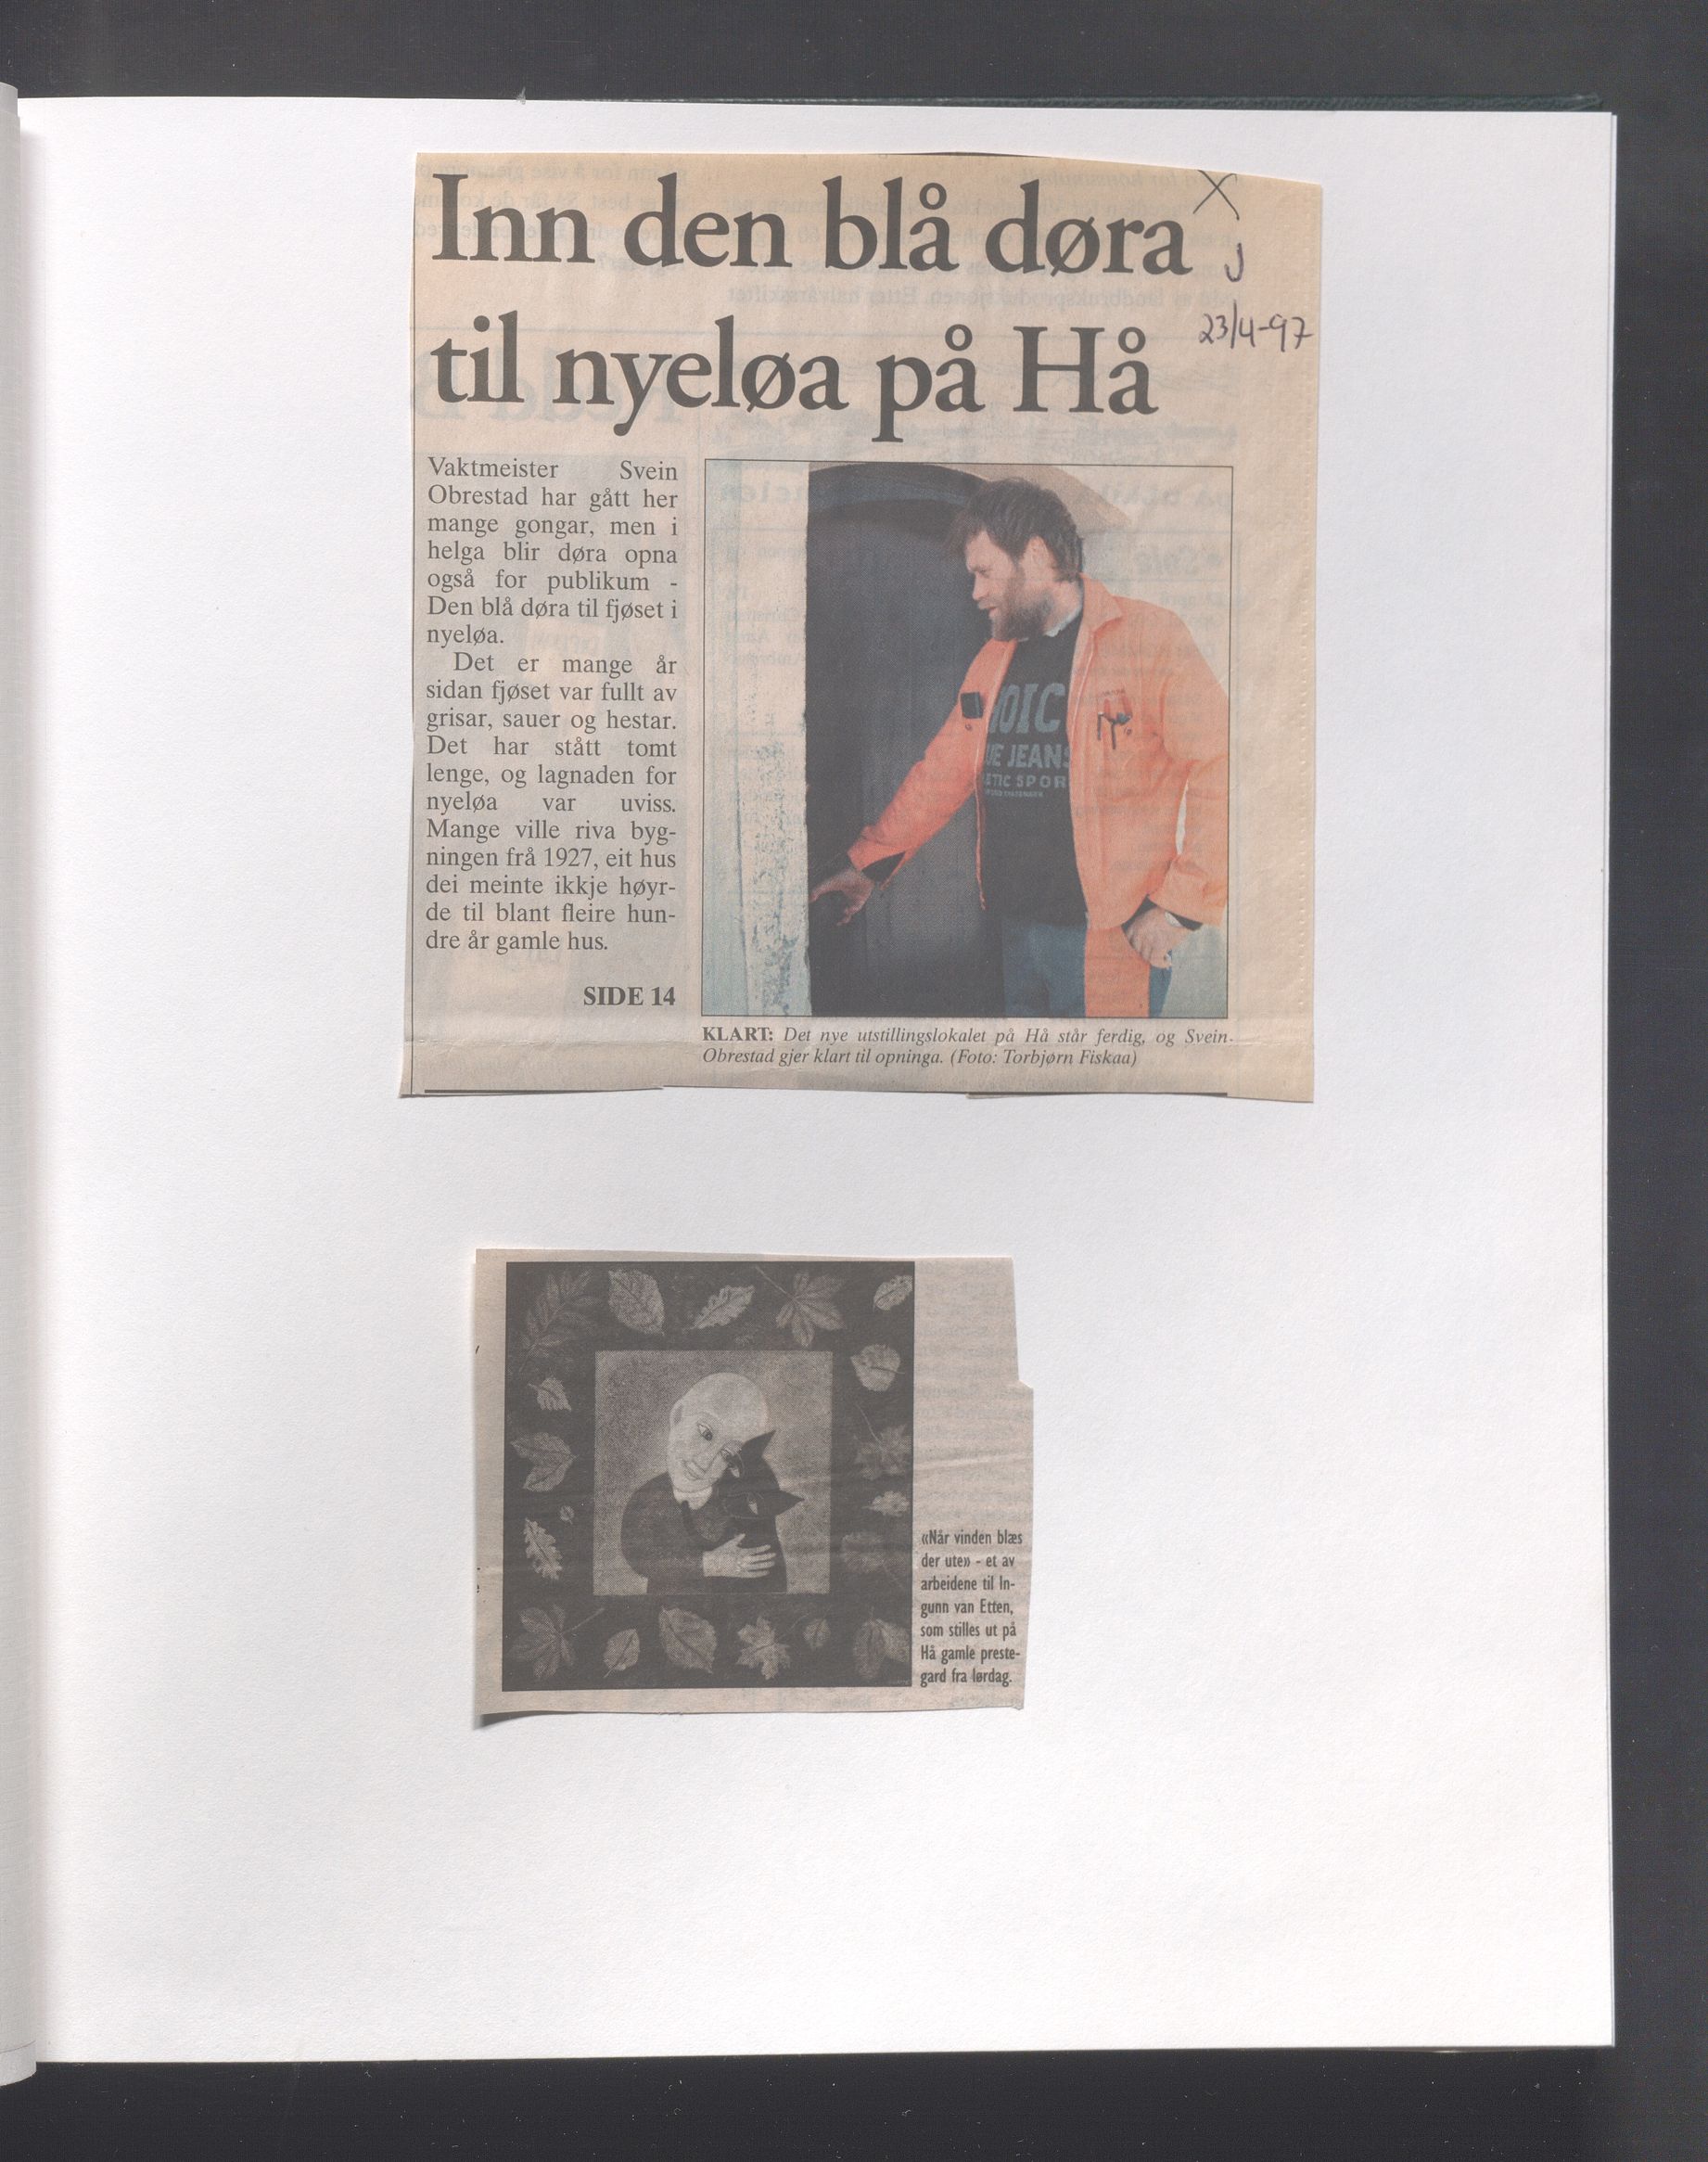 Inn den blå døra
til nyeløa på Hå
X
J
23/4-97
Vaktmeister Svein
Obrestad har gått her
mange gongar, men i
helga blir døra opna
også for publikum -
Den blå døra til fjøset i
nyeløa.
Det er mange år
sidan fjøset var fullt av
grisar, sauer og hestar.
Det har stått tomt
lenge, og lagnaden for
nyeløa var uviss.
Mange ville riva byg-
ningen frå 1927, eit hus
dei meinte ikkje høyr-
de til blant fleire hun-
dre år gamle hus.
SIDE 14
OIC
UE JEANS
ETIC SPOR
KLART: Det nye utstillingslokalet på Hå står ferdig, og Svein
Obrestad gjer klart til opninga. (Foto: Torbjørn Fiskaa)
«Når vinden blæs
der ute» - et av
arbeidene til In-
gunn van Etten,
som stilles ut på
Hå gamle preste-
gard fra lørdag.